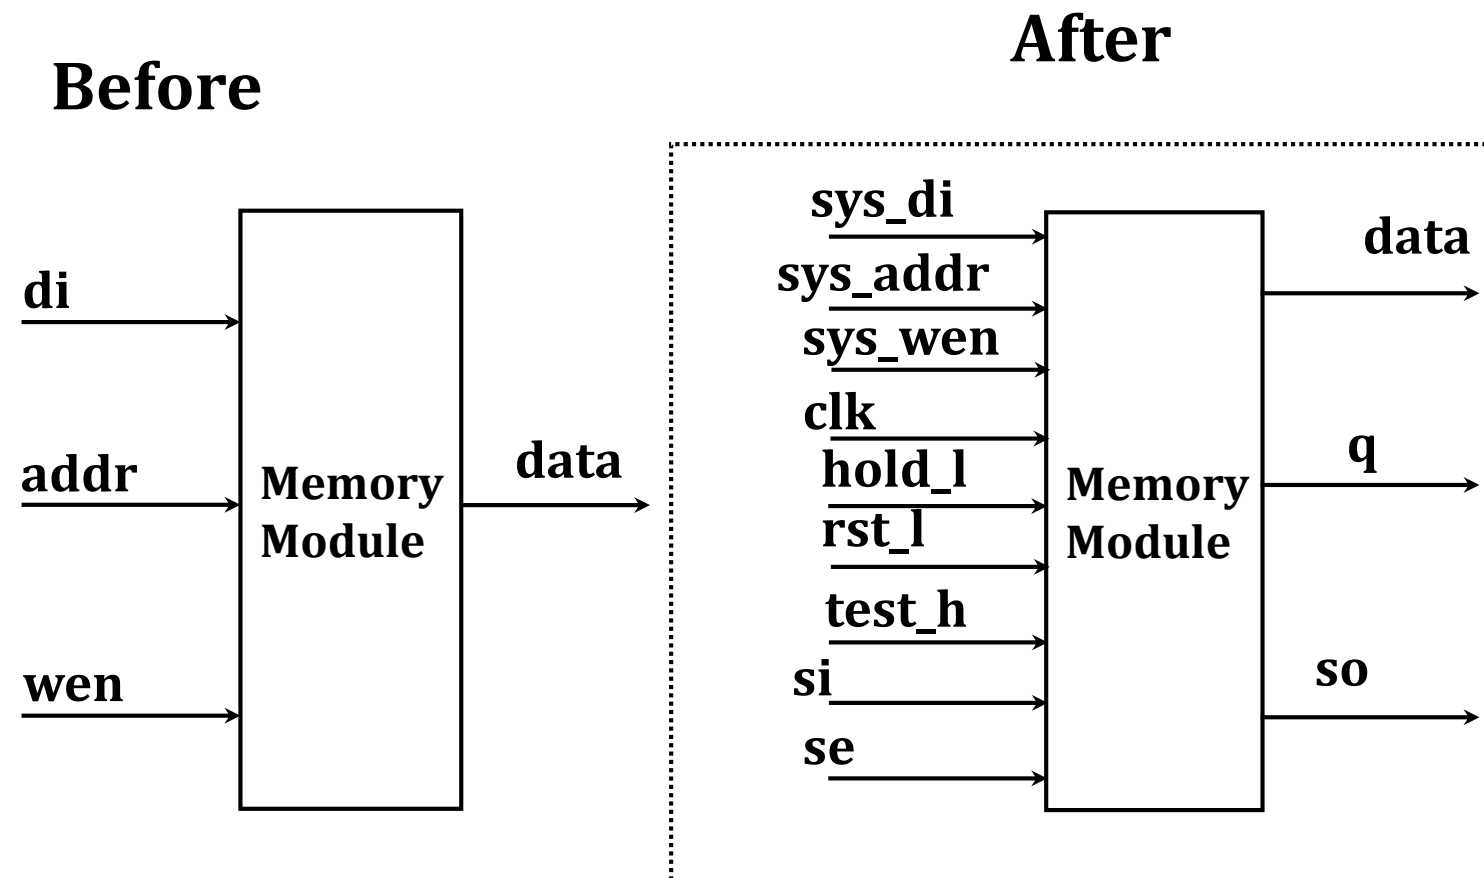 Before
di
addr
wen
Memory
Module
data
After
sys_di
sys_addr
sys_wen
clk
hold_l
rst_l
test_h
si
se
Memory
Module
data
q
so